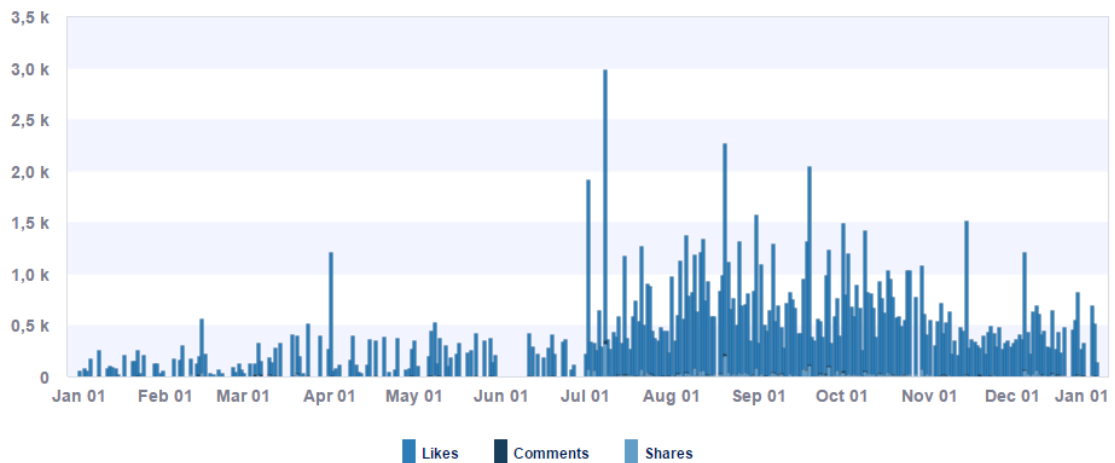 3,5 k
3,0 k
2,5 k
2,0 k
1,5 k
1,0 k
0,5 k
0
Jan 01 Feb 01 Mar 01 Apr 01 May 01 Jun 01 Jul 01 Aug 01 Sep 01 Oct 01 Nov 01 Dec 01 Jan 01
Likes Comments Shares